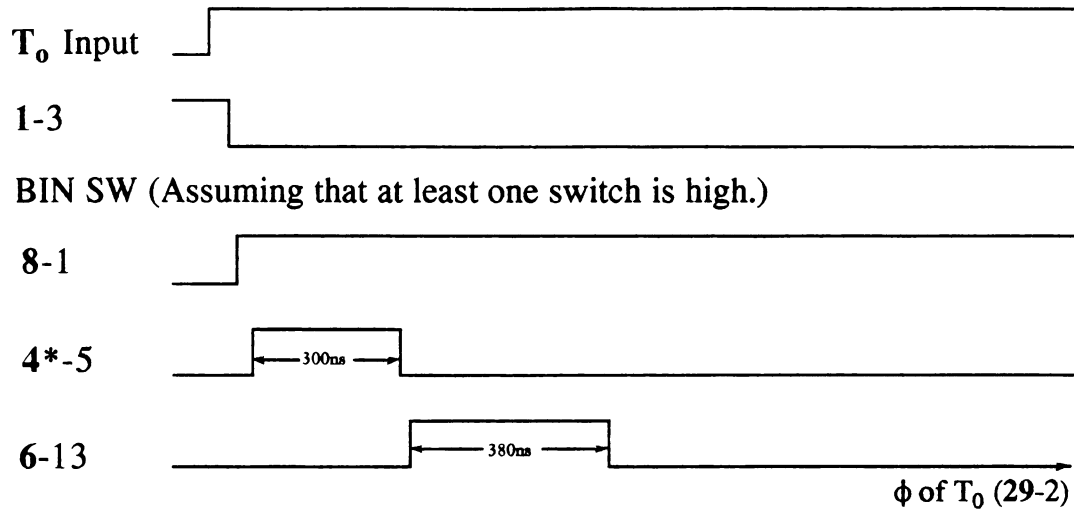 T₀ Input
1-3
BIN SW (Assuming that at least one switch is high.)
8-1
4*-5
300ns
6-13
380ns
ϕ of T₀ (29-2)